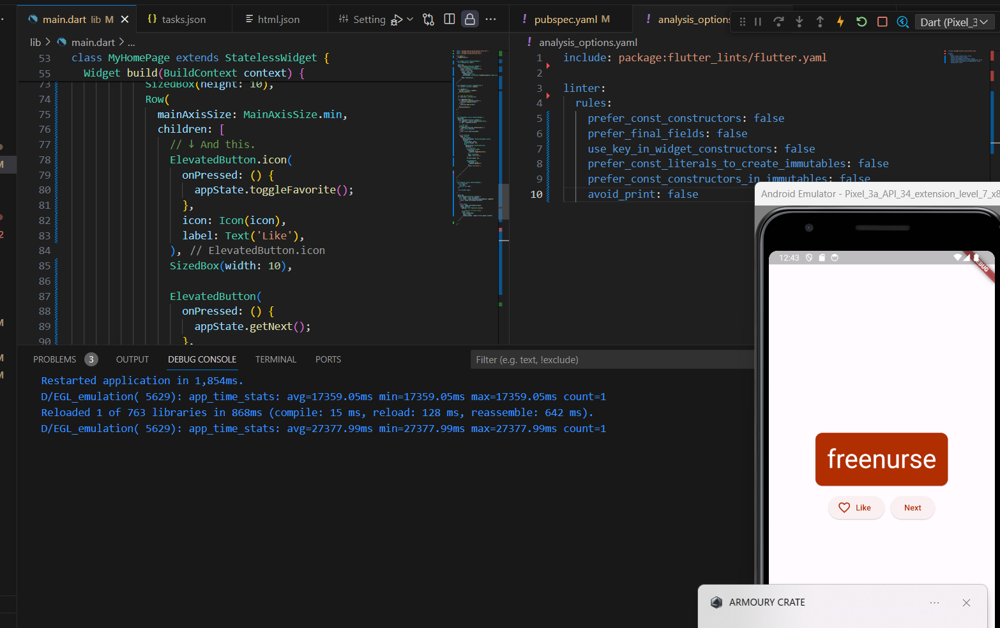 main.dart lib M
tasks.json
html.json
Setting
pubspec.yaml M
analysis_options
Dart (Pixel_3
lib > main.dart > ...
analysis_options.yaml
53 class MyHomePage extends StatelessWidget {
55 Widget build(BuildContext context) {
73 SizedBox(height: 10),
74 Row(
75 mainAxisSize: MainAxisSize.min,
76 children: [
77 // ↓ And this.
78 ElevatedButton.icon(
79 onPressed: () {
80 appState.toggleFavorite();
81 },
82 icon: Icon(icon),
83 label: Text('Like'),
84 ), // ElevatedButton.icon
85 SizedBox(width: 10),
86
87 ElevatedButton(
88 onPressed: () {
89 appState.getNext();
90 },
1 include: package:flutter_lints/flutter.yaml
2
3 linter:
4 rules:
5 prefer_const_constructors: false
6 prefer_final_fields: false
7 use_key_in_widget_constructors: false
8 prefer_const_literals_to_create_immutables: false
9 prefer_const_constructors_in_immutables: false
10 avoid_print: false
PROBLEMS 3 OUTPUT DEBUG CONSOLE TERMINAL PORTS
Filter (e.g. text, !exclude)
Restarted application in 1,854ms.
D/EGL_emulation( 5629): app_time_stats: avg=17359.05ms min=17359.05ms max=17359.05ms count=1
Reloaded 1 of 763 libraries in 868ms (compile: 15 ms, reload: 128 ms, reassemble: 642 ms).
D/EGL_emulation( 5629): app_time_stats: avg=27377.99ms min=27377.99ms max=27377.99ms count=1
Android Emulator - Pixel_3a_API_34_extension_level_7_x8
12:43
freenurse
Like
Next
ARMOURY CRATE